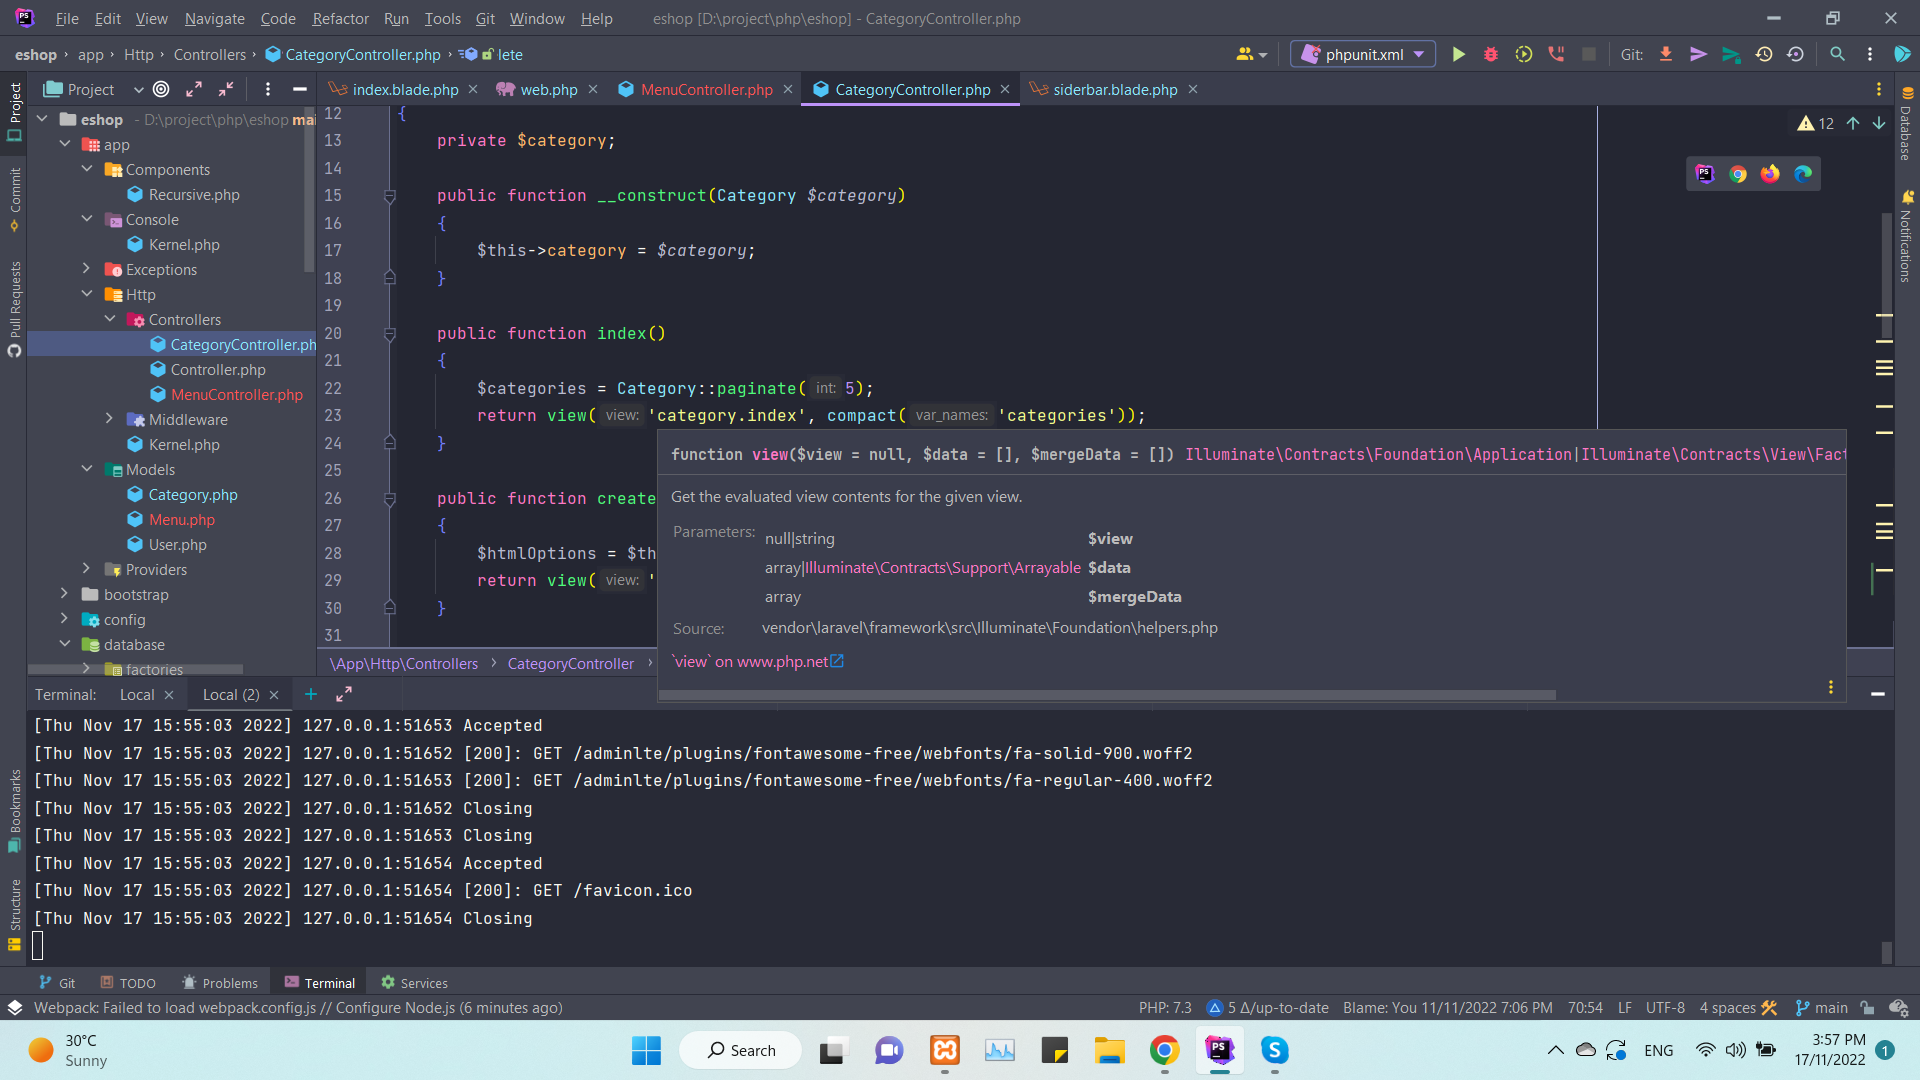 File Edit View Navigate Code Refactor Run Tools Git Window Help eshop [D:\project\php\eshop] - CategoryController.php
eshop › app › Http › Controllers › CategoryController.php › lete
phpunit.xml
Git:
Project
index.blade.php
web.php
MenuController.php
CategoryController.php
siderbar.blade.php
Project
Commit
Pull Requests
Bookmarks
Structure
Database
Notifications
eshop - D:\project\php\eshop mai
app
Components
Recursive.php
Console
Kernel.php
Exceptions
Http
Controllers
CategoryController.ph
Controller.php
MenuController.php
Middleware
Kernel.php
Models
Category.php
Menu.php
User.php
Providers
bootstrap
config
database
factories
12
12 {
13 private $category;
14
15 public function __construct(Category $category)
16 {
17 $this->category = $category;
18 }
19
20 public function index()
21 {
22 $categories = Category::paginate( int: 5);
23 return view( view: 'category.index', compact( var_names: 'categories'));
24 }
25
26 public function create
27 {
28 $htmlOptions = $th
29 return view( view: '
30 }
31
function view($view = null, $data = [], $mergeData = []) Illuminate\Contracts\Foundation\Application|Illuminate\Contracts\View\Fact
Get the evaluated view contents for the given view.
Parameters: null|string $view
array|Illuminate\Contracts\Support\Arrayable $data
array $mergeData
Source: vendor\laravel\framework\src\Illuminate\Foundation\helpers.php
`view` on www.php.net
\App\Http\Controllers › CategoryController ›
Terminal: Local Local (2)
[Thu Nov 17 15:55:03 2022] 127.0.0.1:51653 Accepted
[Thu Nov 17 15:55:03 2022] 127.0.0.1:51652 [200]: GET /adminlte/plugins/fontawesome-free/webfonts/fa-solid-900.woff2
[Thu Nov 17 15:55:03 2022] 127.0.0.1:51653 [200]: GET /adminlte/plugins/fontawesome-free/webfonts/fa-regular-400.woff2
[Thu Nov 17 15:55:03 2022] 127.0.0.1:51652 Closing
[Thu Nov 17 15:55:03 2022] 127.0.0.1:51653 Closing
[Thu Nov 17 15:55:03 2022] 127.0.0.1:51654 Accepted
[Thu Nov 17 15:55:03 2022] 127.0.0.1:51654 [200]: GET /favicon.ico
[Thu Nov 17 15:55:03 2022] 127.0.0.1:51654 Closing
Git TODO Problems Terminal Services
Webpack: Failed to load webpack.config.js // Configure Node.js (6 minutes ago)
PHP: 7.3 5 Δ/up-to-date Blame: You 11/11/2022 7:06 PM 70:54 LF UTF-8 4 spaces main
30°C
Sunny
Search
ENG
3:57 PM
17/11/2022
1